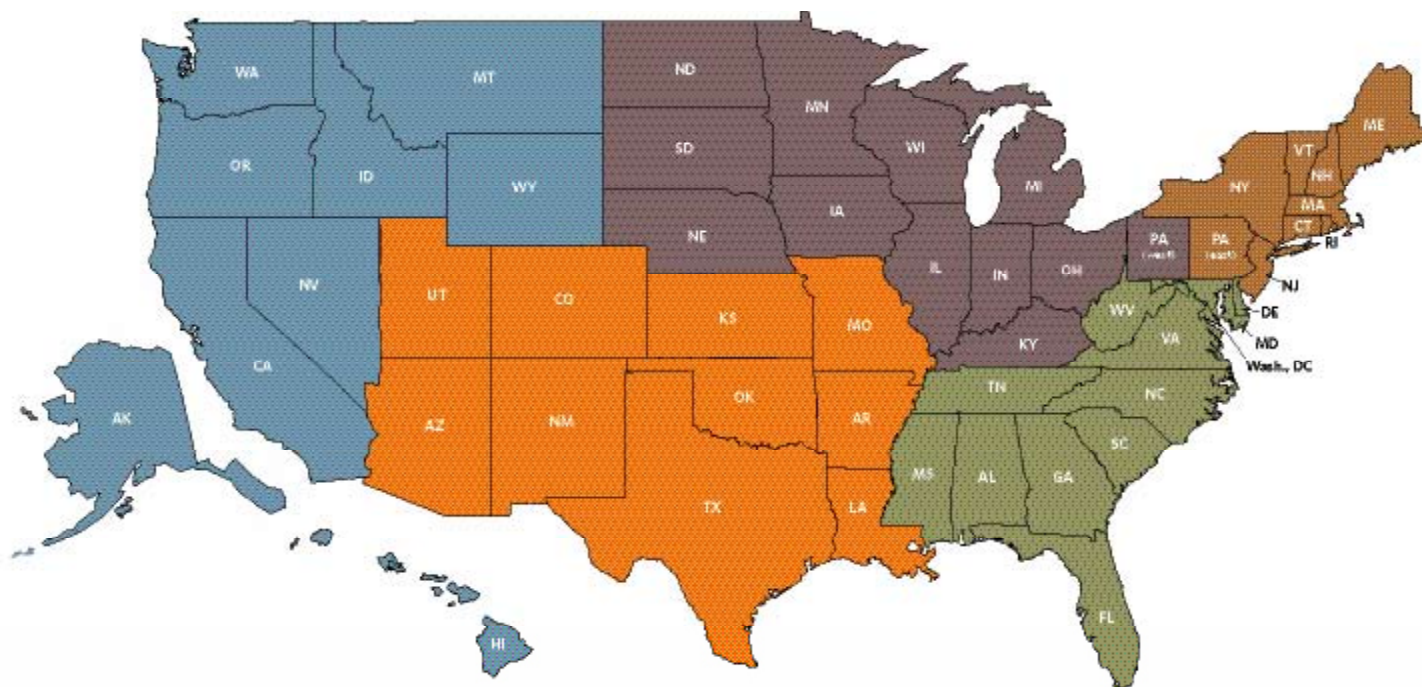 WA
MT
ND
MN
ME
OR
ID
WY
SD
WI
MI
VT
NH
NY
MA
CT
RI
NE
IA
PA
(west)
PA
(east)
NV
UT
CO
IL
IN
OH
NJ
DE
MD
Wash., DC
WV
VA
KS
MO
KY
CA
AK
AZ
NM
OK
AR
TN
NC
SC
MS
AL
GA
TX
LA
FL
HI